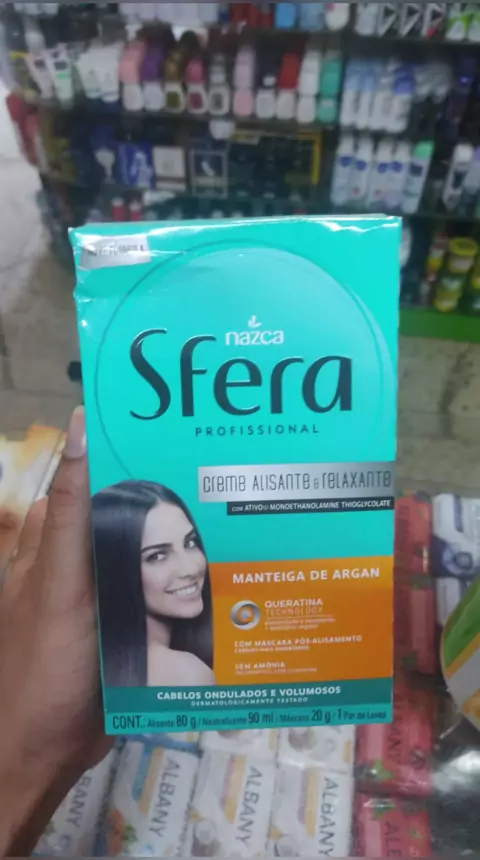 nazca
Sfera
PROFISSIONAL
CREME ALISANTE e RELAXANTE
COM ATIVO MONOETHANOLAMINE THIOGLYCOLATE
MANTEIGA DE ARGAN
QUERATINA
TECHNOLOGY
COM MÁSCARA PÓS-ALISAMENTO
SEM AMÔNIA
CABELOS ONDULADOS E VOLUMOSOS
DERMATOLOGICAMENTE TESTADO
CONT.: Alisante 80 g / Neutralizante 90 ml / Máscara 20 g / 1 Par de Luvas
ALBANY
ALBANY
ALBANY
ALBANY